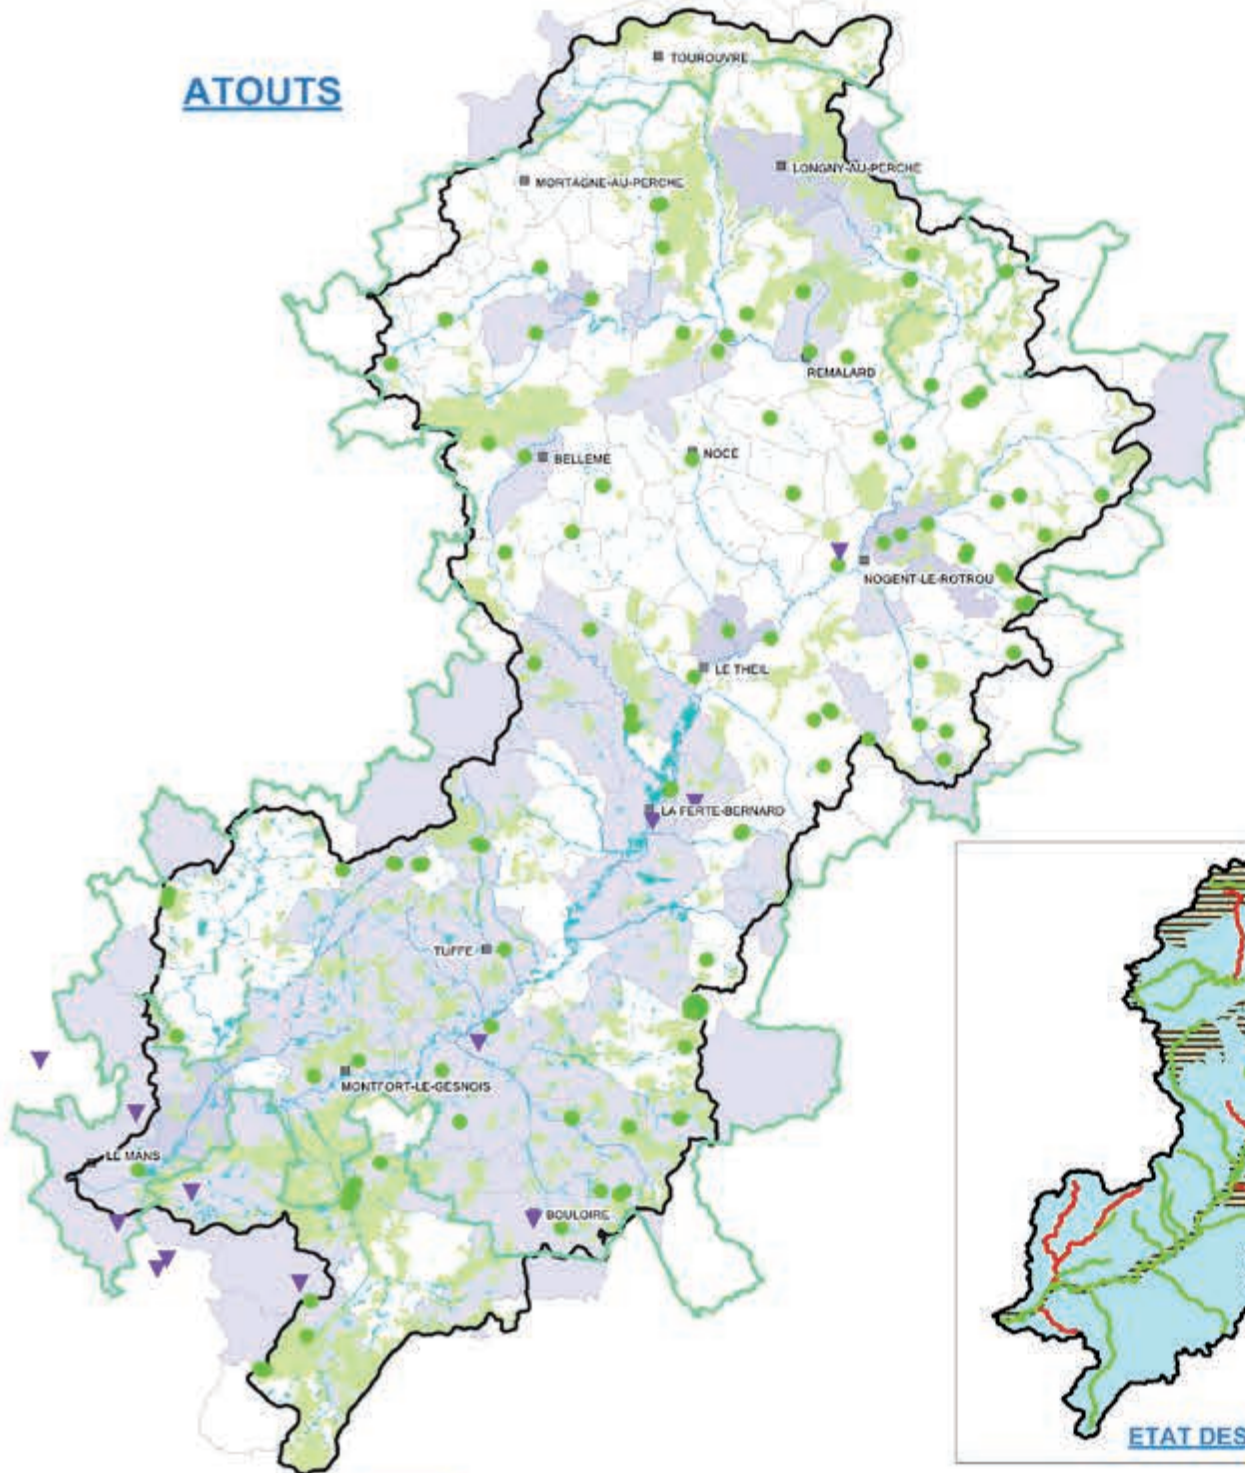 ATOUTS
TOUROUVRE
LONGNY-AU-PERCHE
MORTAGNE-AU-PERCHE
REMALARD
BELLEME
NOCE
NOGENT-LE-ROTROU
LE THEIL
LA FERTE-BERNARD
TUFFE
MONTFORT-LE-GESNOIS
LE MANS
BOULOIRE
ETAT DES